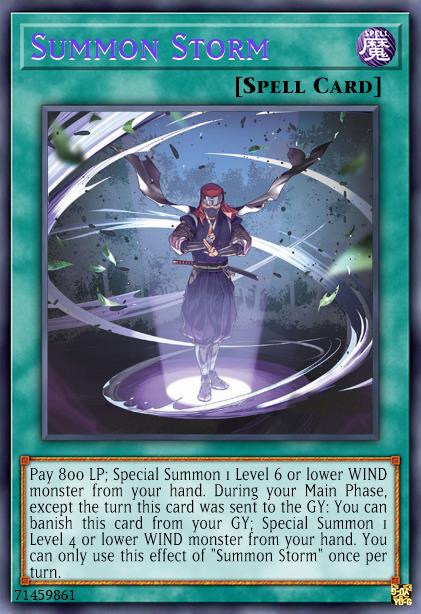 Summon Storm
SPELL
魔
[Spell Card]
Pay 800 LP; Special Summon 1 Level 6 or lower WIND
monster from your hand. During your Main Phase,
except the turn this card was sent to the GY: You can
banish this card from your GY; Special Summon 1
Level 4 or lower WIND monster from your hand. You
can only use this effect of "Summon Storm" once per
turn.
71459861